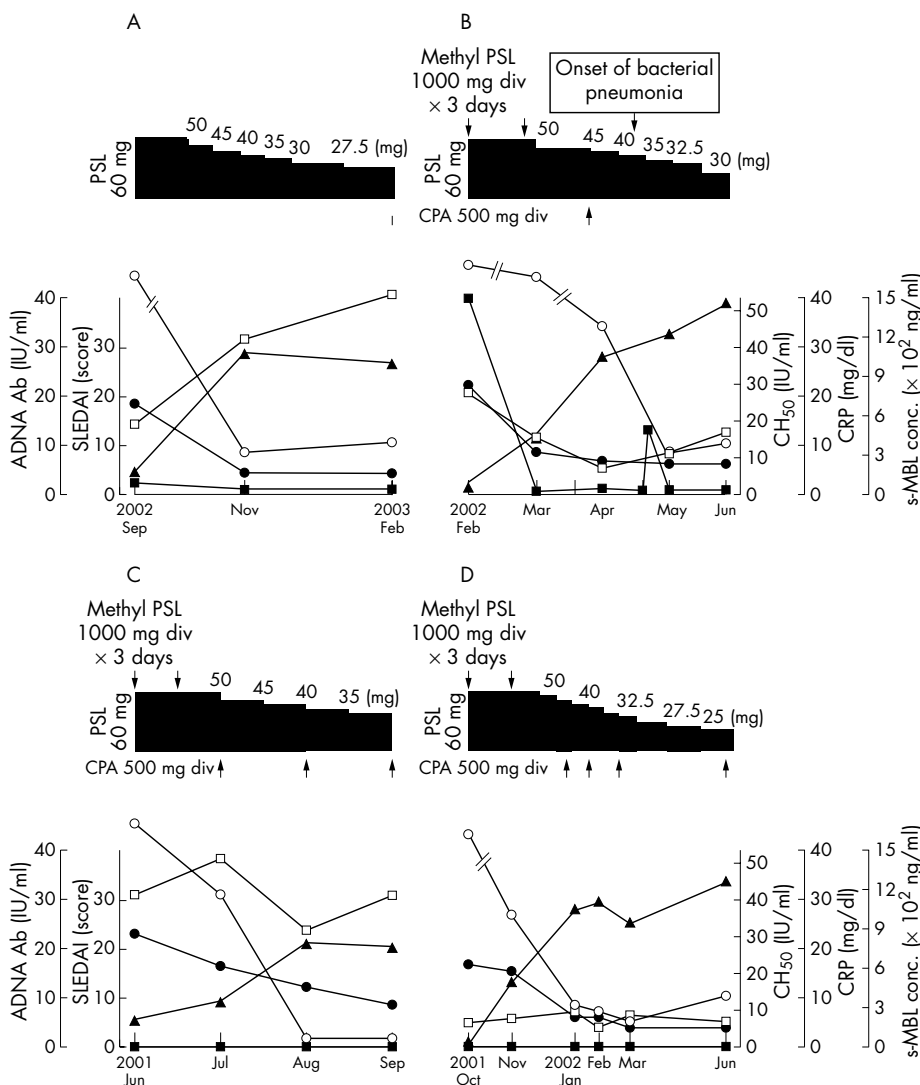 A
50
45
40
35
30
27.5 (mg)
PSL
60 mg
B
Methyl PSL
1000 mg div
× 3 days
Onset of bacterial
pneumonia
50
45
40
35
32.5
30 (mg)
PSL
60 mg
CPA 500 mg div
ADNA Ab (IU/ml)
40
30
20
10
0
SLEDAI (score)
30
20
10
0
2002
Sep
Nov
2003
Feb
2002
Feb
Mar
Apr
May
Jun
50
40
30
20
10
0
CH50 (IU/ml)
40
30
20
10
0
CRP (mg/dl)
15
12
9
6
3
0
s-MBL conc. (× 10² ng/ml)
C
Methyl PSL
1000 mg div
× 3 days
50
45
40
35 (mg)
PSL
60 mg
CPA 500 mg div
D
Methyl PSL
1000 mg div
× 3 days
50
40
32.5
27.5
25 (mg)
PSL
60 mg
CPA 500 mg div
ADNA Ab (IU/ml)
40
30
20
10
0
SLEDAI (score)
30
20
10
0
2001
Jun
Jul
Aug
Sep
2001
Oct
Nov
2002
Jan
Feb
Mar
Jun
50
40
30
20
10
0
CH50 (IU/ml)
40
30
20
10
0
CRP (mg/dl)
15
12
9
6
3
0
s-MBL conc. (× 10² ng/ml)